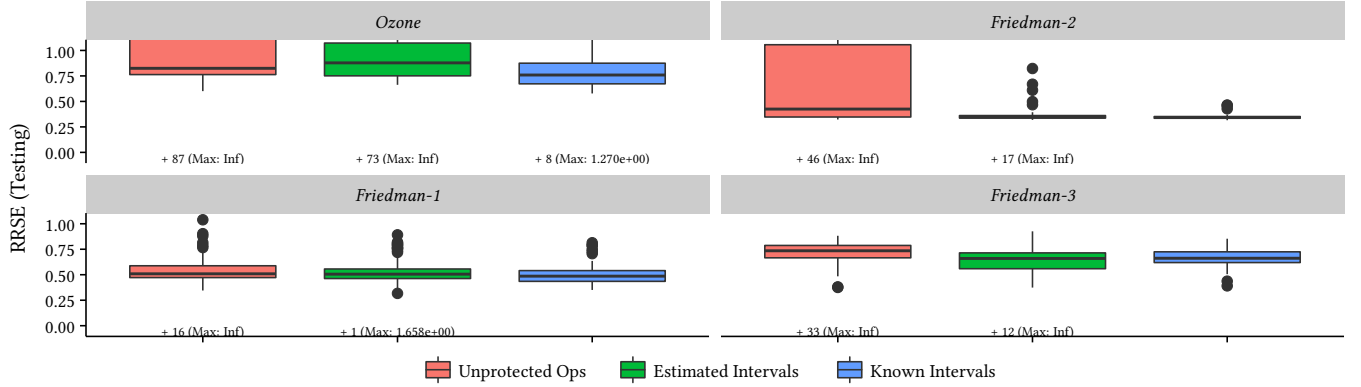 Ozone
Friedman-2
RRSE (Testing)
1.00
0.75
0.50
0.25
0.00
+ 87 (Max: Inf)
+ 73 (Max: Inf)
+ 8 (Max: 1.270e+00)
+ 46 (Max: Inf)
+ 17 (Max: Inf)
Friedman-1
Friedman-3
1.00
0.75
0.50
0.25
0.00
+ 16 (Max: Inf)
+ 1 (Max: 1.658e+00)
+ 33 (Max: Inf)
+ 12 (Max: Inf)
Unprotected Ops
Estimated Intervals
Known Intervals